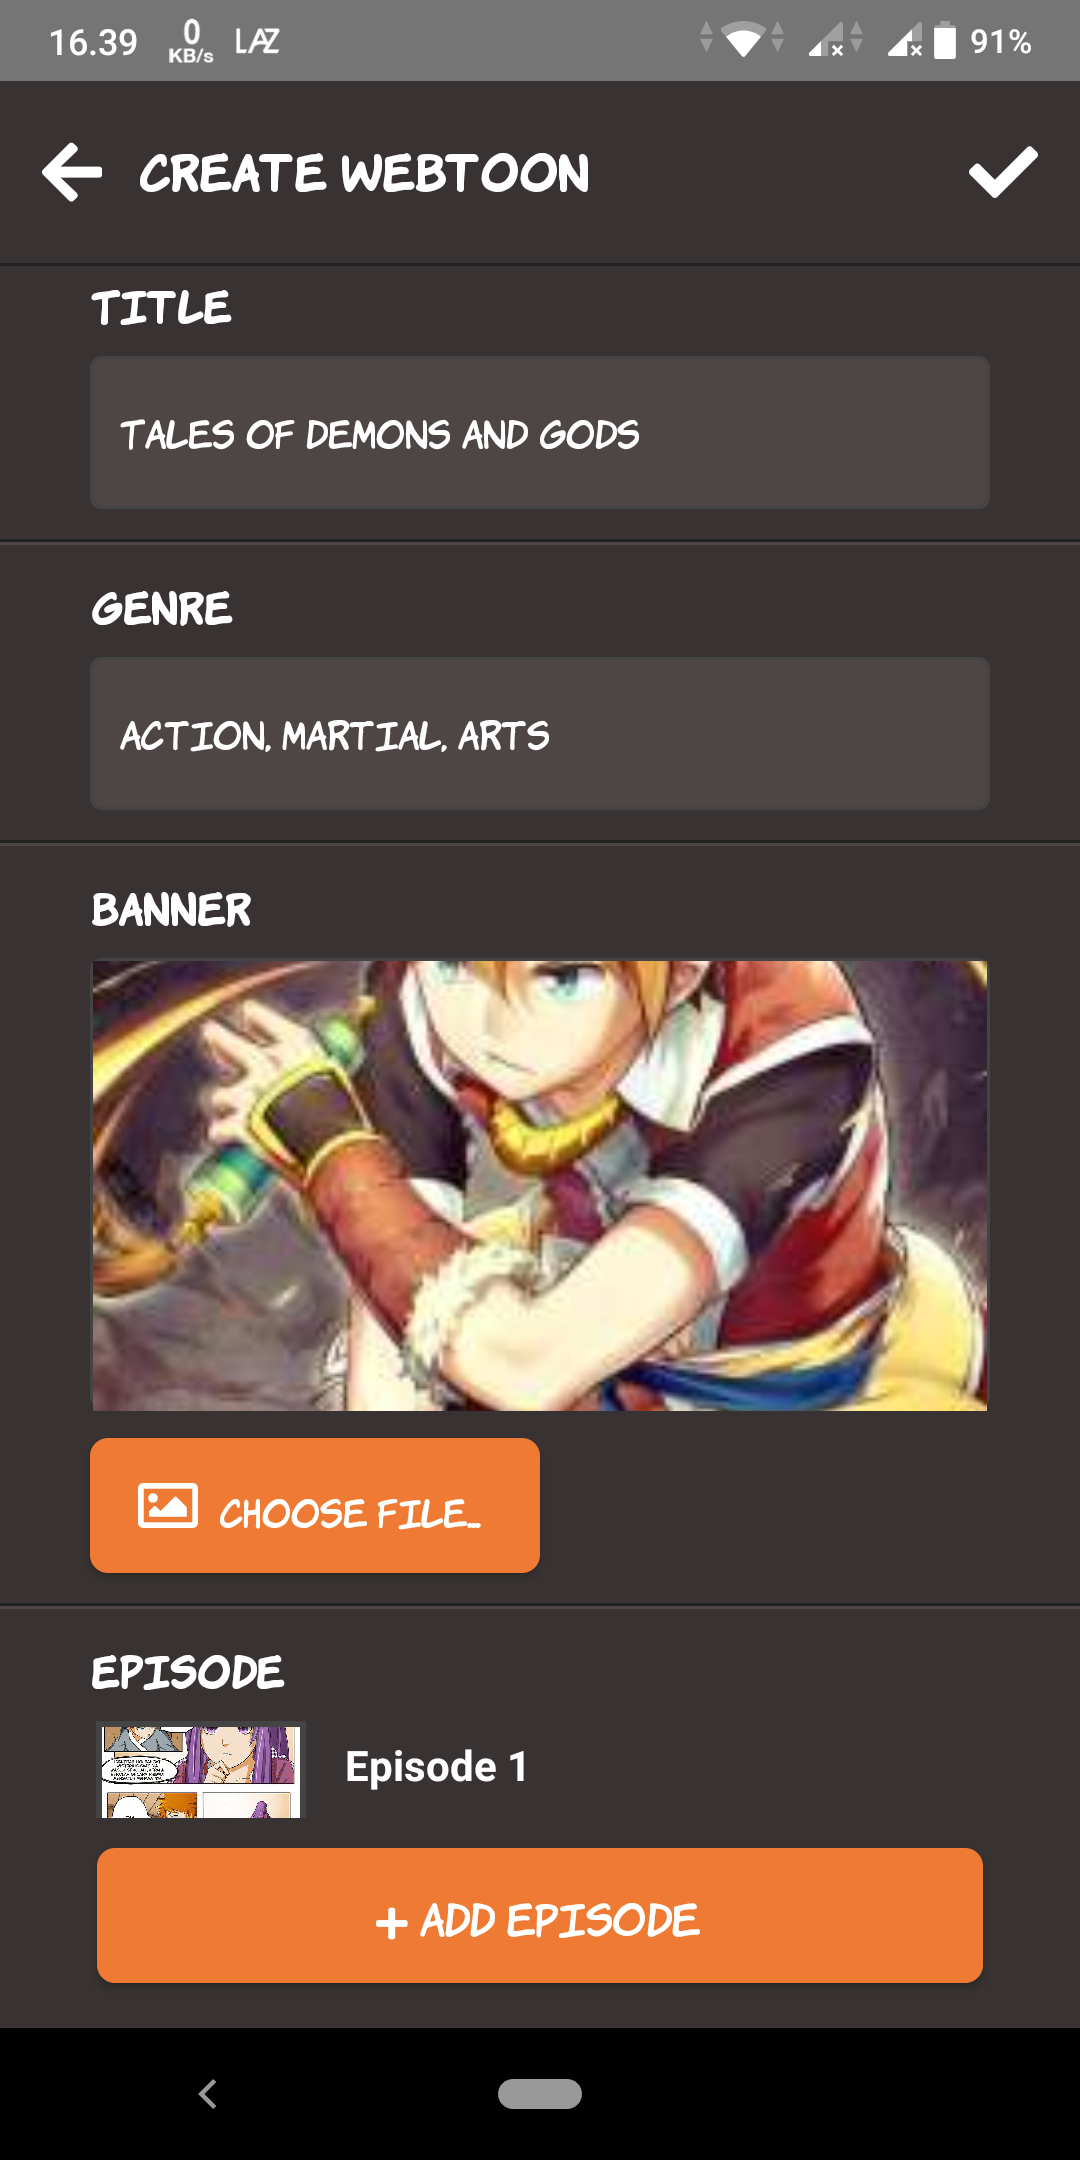 16.39 0 KB/s LAZ 91%
CREATE WEBTOON
TITLE
TALES OF DEMONS AND GODS
GENRE
ACTION, MARTIAL, ARTS
BANNER
CHOOSE FILE...
EPISODE
Episode 1
+ ADD EPISODE